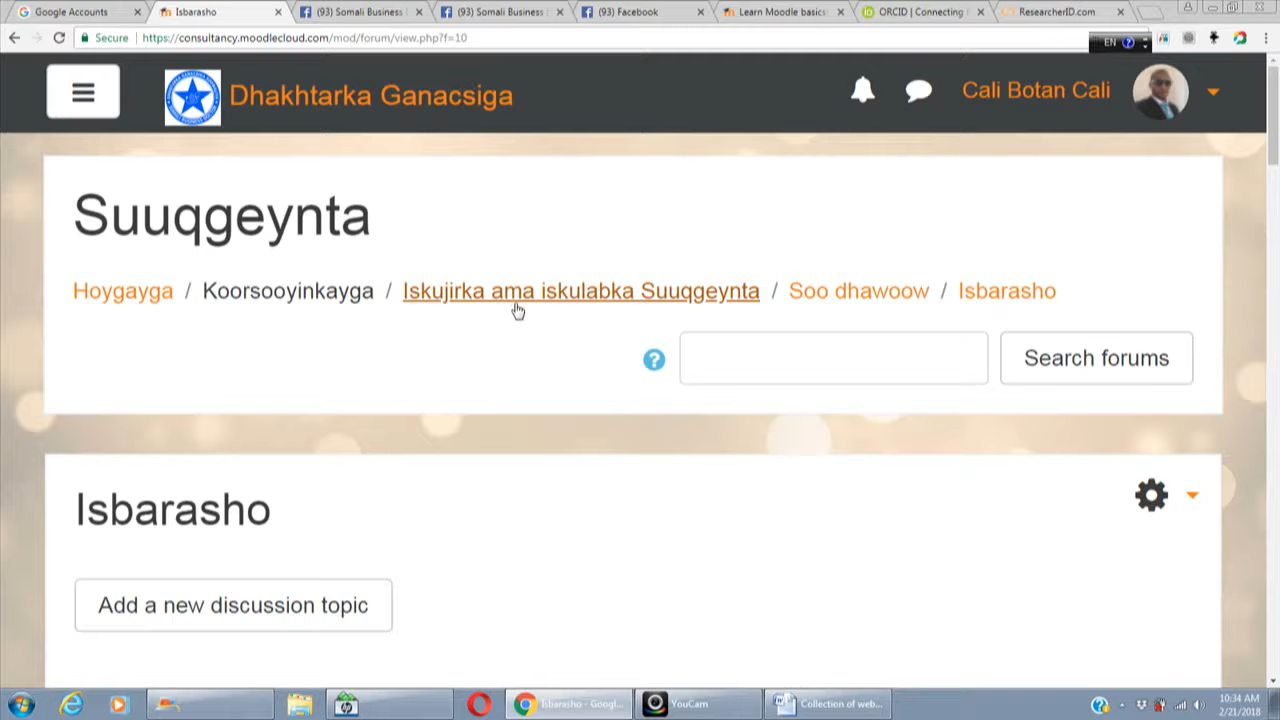 Google Accounts
Isbarasho
(93) Somali Business
(93) Somali Business
(93) Facebook
Learn Moodle basics
ORCID | Connecting
ResearcherID.com
Secure
https://consultancy.moodlecloud.com/mod/forum/view.php?f=10
EN
Dhakhtarka Ganacsiga
Cali Botan Cali
Suuqgeynta
Hoygayga / Koorsooyinkayga / Iskujirka ama iskulabka Suuqgeynta / Soo dhawoow / Isbarasho
Search forums
Isbarasho
Add a new discussion topic
Isbarasho - Googl...
YouCam
Collection of web...
10:34 AM
2/21/2018